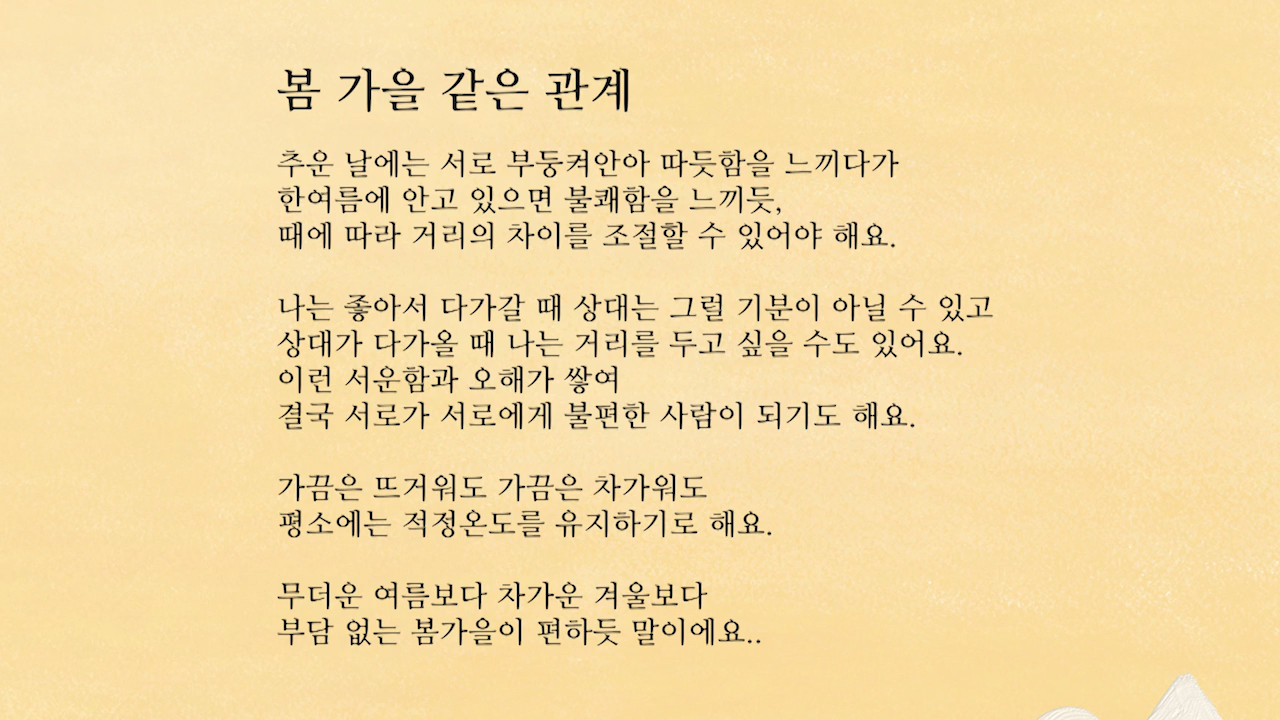 봄 가을 같은 관계
추운 날에는 서로 부둥켜안아 따듯함을 느끼다가
한여름에 안고 있으면 불쾌함을 느끼듯,
때에 따라 거리의 차이를 조절할 수 있어야 해요.
나는 좋아서 다가갈 때 상대는 그럴 기분이 아닐 수 있고
상대가 다가올 때 나는 거리를 두고 싶을 수도 있어요.
이런 서운함과 오해가 쌓여
결국 서로가 서로에게 불편한 사람이 되기도 해요.
가끔은 뜨거워도 가끔은 차가워도
평소에는 적정온도를 유지하기로 해요.
무더운 여름보다 차가운 겨울보다
부담 없는 봄가을이 편하듯 말이에요..